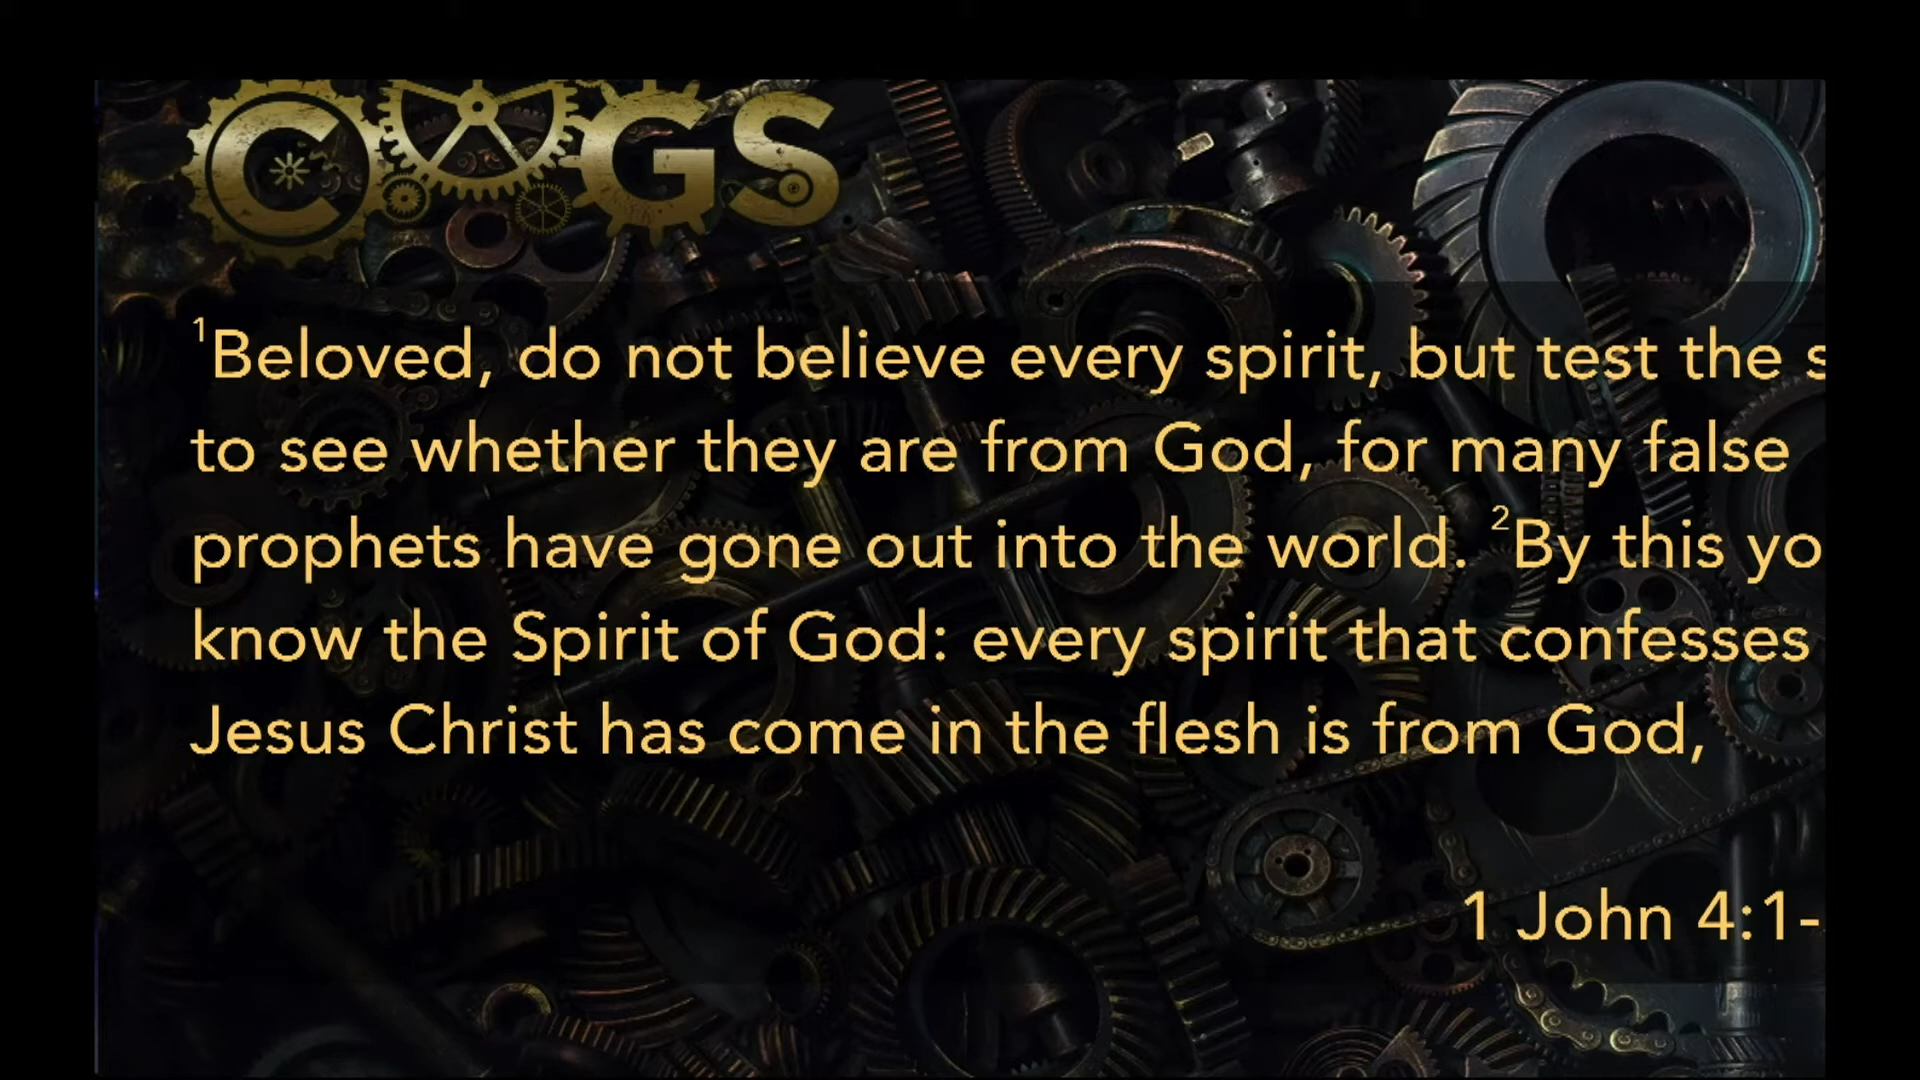 COGS
¹Beloved, do not believe every spirit, but test the s
to see whether they are from God, for many false
prophets have gone out into the world. ²By this yo
know the Spirit of God: every spirit that confesses
Jesus Christ has come in the flesh is from God,
1 John 4:1-